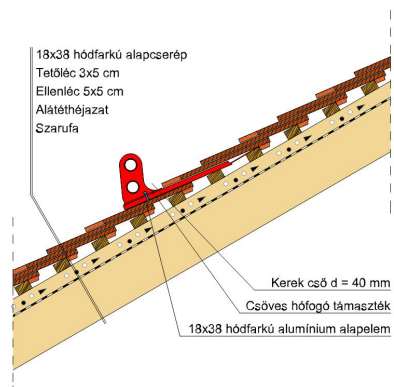 18x38 hódfarkú alapcserép
Tetőléc 3x5 cm
Ellenléc 5x5 cm
Alátéthéjazat
Szarufa
Kerek cső d = 40 mm
Csöves hófogó támaszték
18x38 hódfarkú alumínium alapelem